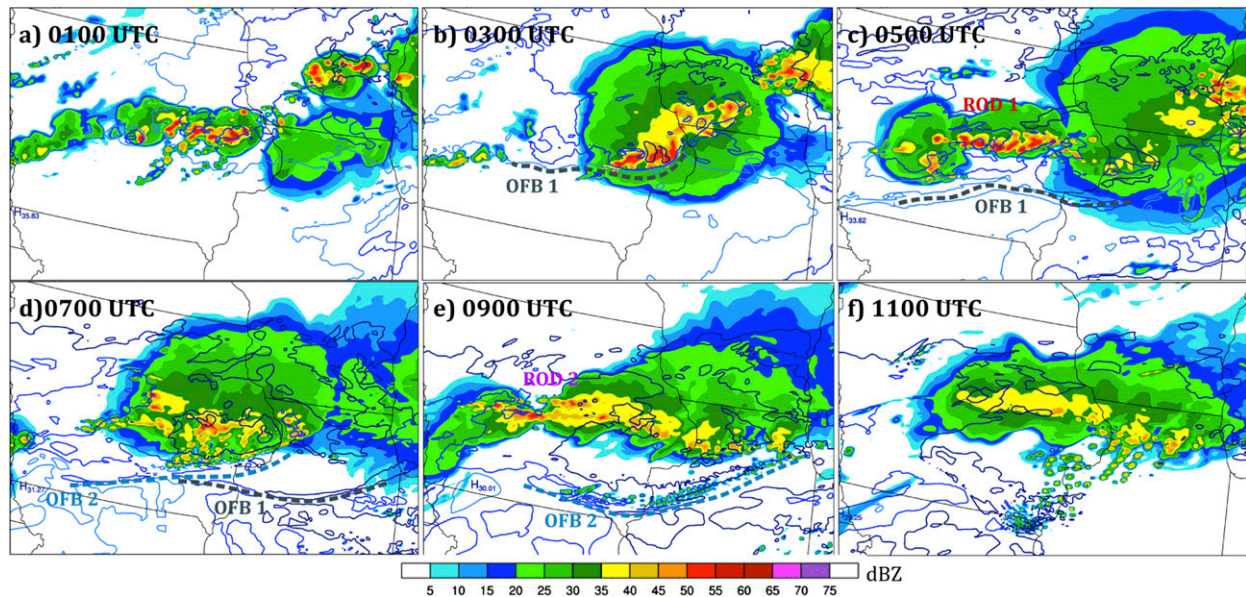 a) 0100 UTC
b) 0300 UTC
c) 0500 UTC
ROD 1
OFB 1
OFB 1
H35.83
H33.82
d)0700 UTC
e) 0900 UTC
f) 1100 UTC
ROD 2
OFB 2
H31.27
OFB 1
H30.01
OFB 2
5 10 15 20 25 30 35 40 45 50 55 60 65 70 75
dBZ